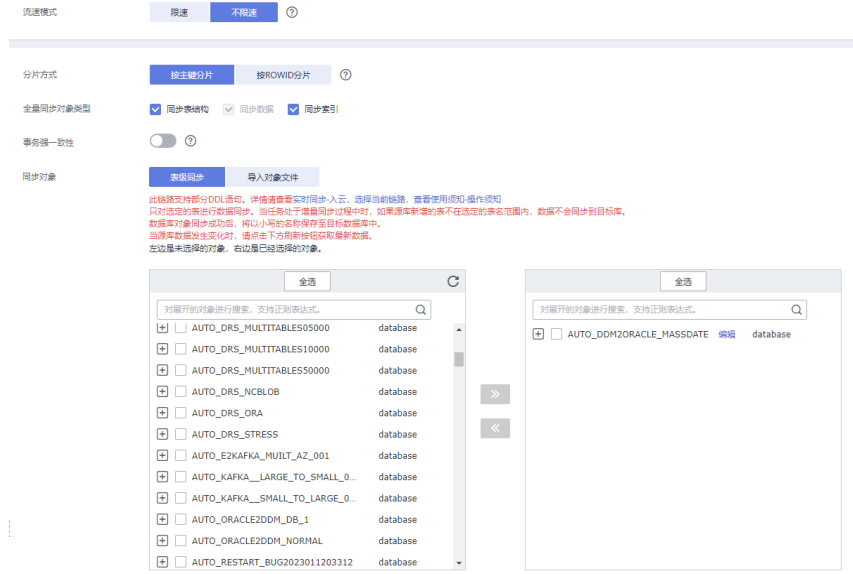 流速模式 限速 不限速
分片方式 按主键分片 按ROWID分片
全量同步对象类型 同步表结构 同步数据 同步索引
事务强一致性
同步对象 表级同步 导入对象文件
此链路支持部分DDL语句。详情请查看实时同步-入云，选择当前链路，查看使用须知-操作须知
只对选定的表进行数据同步。当任务处于增量同步过程中时，如果源库新增的表不在选定的表名范围内，数据不会同步到目标库。
数据库对象同步成功后，将以小写的名称保存至目标数据库中。
当源库数据发生变化时，请点击下方刷新按钮获取最新数据。
左边是未选择的对象，右边是已经选择的对象。
全选
对展开的对象进行搜索，支持正则表达式。
AUTO_DRS_MULTITABLES05000 database
AUTO_DRS_MULTITABLES10000 database
AUTO_DRS_MULTITABLES50000 database
AUTO_DRS_NCBLOB database
AUTO_DRS_ORA database
AUTO_DRS_STRESS database
AUTO_E2KAFKA_MUILT_AZ_001 database
AUTO_KAFKA__LARGE_TO_SMALL_0... database
AUTO_KAFKA__SMALL_TO_LARGE_0... database
AUTO_ORACLE2DDM_DB_1 database
AUTO_ORACLE2DDM_NORMAL database
AUTO_RESTART_BUG2023011203312 database
全选
对展开的对象进行搜索，支持正则表达式。
AUTO_DDM2ORACLE_MASSDATE 编辑 database